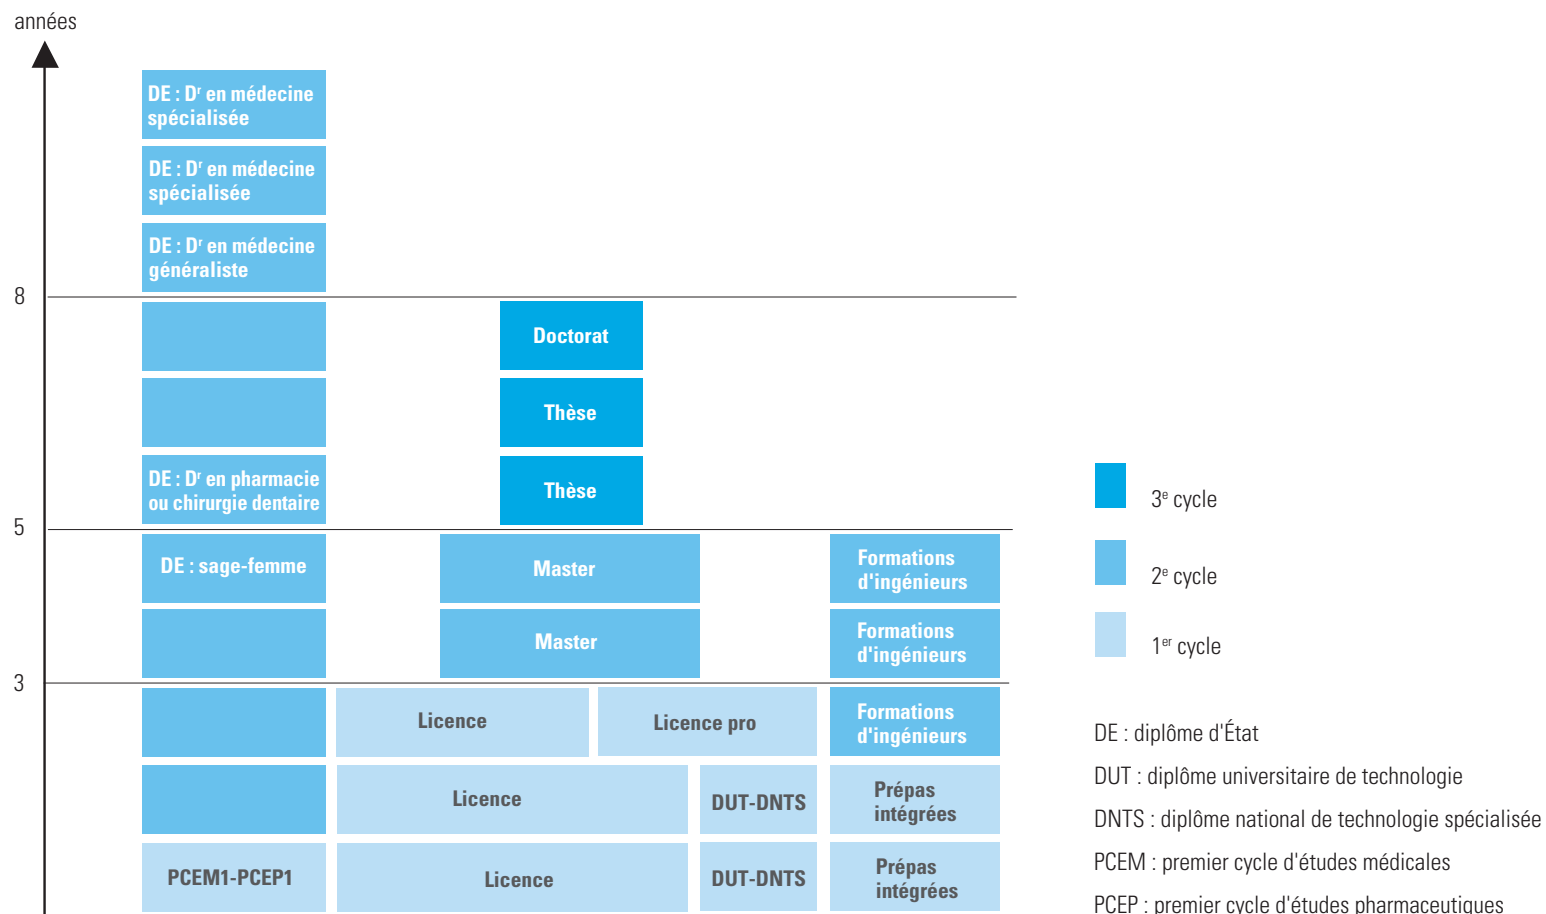 années
DE : Dʳ en médecine
spécialisée
DE : Dʳ en médecine
spécialisée
DE : Dʳ en médecine
généraliste
8
Doctorat
Thèse
DE : Dʳ en pharmacie
ou chirurgie dentaire
Thèse
5
DE : sage-femme
Master
Formations
d'ingénieurs
Master
Formations
d'ingénieurs
3
Licence
Licence pro
Formations
d'ingénieurs
Licence
DUT-DNTS
Prépas
intégrées
PCEM1-PCEP1
Licence
DUT-DNTS
Prépas
intégrées
3ᵉ cycle
2ᵉ cycle
1ᵉʳ cycle
DE : diplôme d'État
DUT : diplôme universitaire de technologie
DNTS : diplôme national de technologie spécialisée
PCEM : premier cycle d'études médicales
PCEP : premier cycle d'études pharmaceutiques